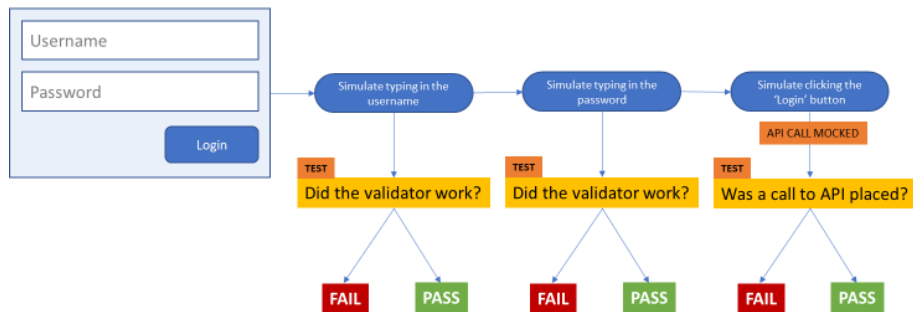 Username
Password
Login
Simulate typing in the
username
Simulate typing in the
password
Simulate clicking the
'Login' button
API CALL MOCKED
TEST
Did the validator work?
TEST
Did the validator work?
TEST
Was a call to API placed?
FAIL
PASS
FAIL
PASS
FAIL
PASS